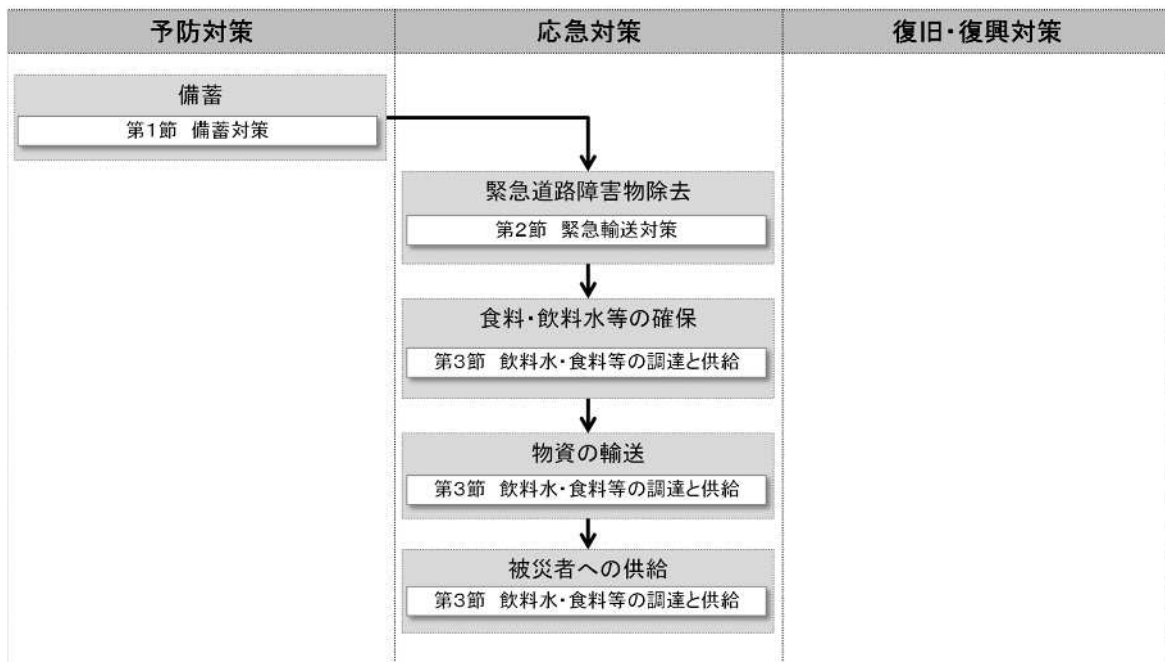 予防対策
応急対策
復旧・復興対策
備蓄
第1節 備蓄対策
緊急道路障害物除去
第2節 緊急輸送対策
食料・飲料水等の確保
第3節 飲料水・食料等の調達と供給
物資の輸送
第3節 飲料水・食料等の調達と供給
被災者への供給
第3節 飲料水・食料等の調達と供給